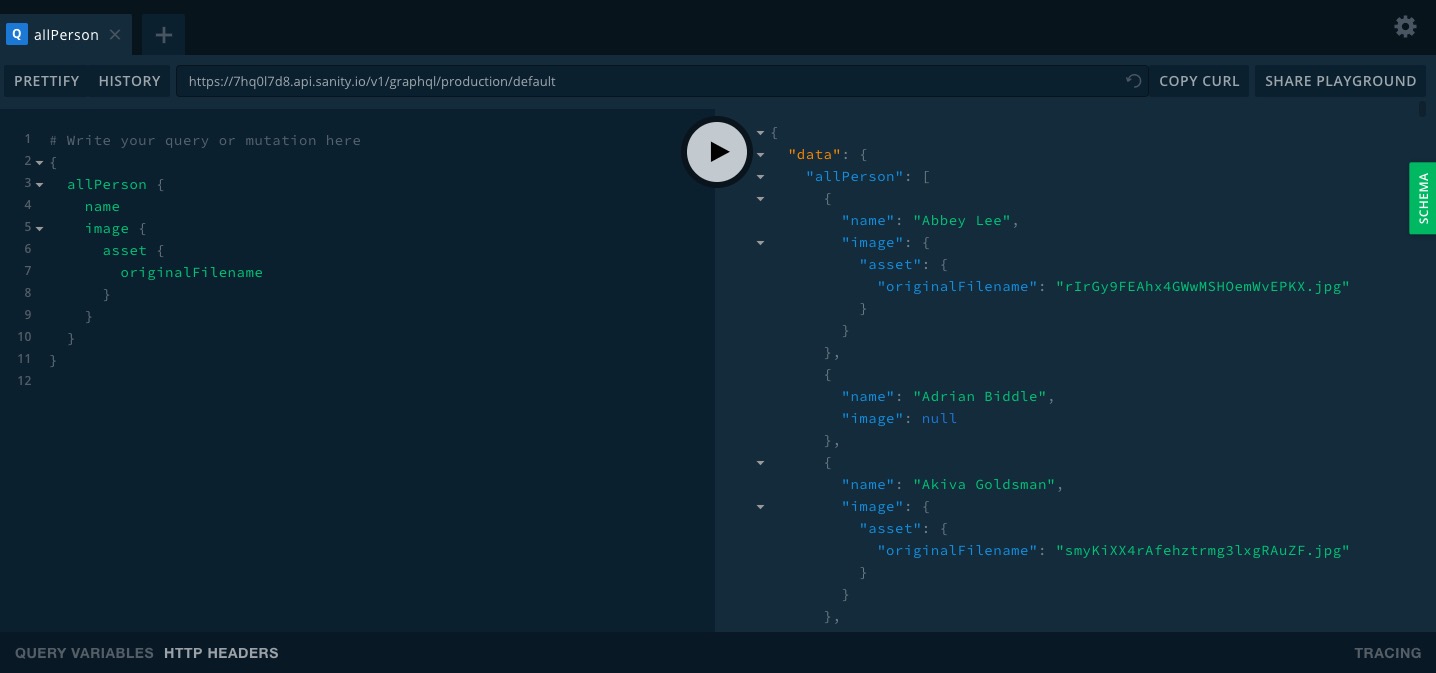 Q allPerson
PRETTIFY HISTORY https://7hq0l7d8.api.sanity.io/v1/graphql/production/default COPY CURL SHARE PLAYGROUND
1 # Write your query or mutation here
2 {
3 allPerson {
4 name
5 image {
6 asset {
7 originalFilename
8 }
9 }
10 }
11 }
12
{
"data": {
"allPerson": [
{
"name": "Abbey Lee",
"image": {
"asset": {
"originalFilename": "rIrGy9FEAhx4GWwMSHOemWvEPKX.jpg"
}
}
},
{
"name": "Adrian Biddle",
"image": null
},
{
"name": "Akiva Goldsman",
"image": {
"asset": {
"originalFilename": "smyKiXX4rAfehztrmg3lxgRAuZF.jpg"
}
}
},
SCHEMA
QUERY VARIABLES HTTP HEADERS TRACING